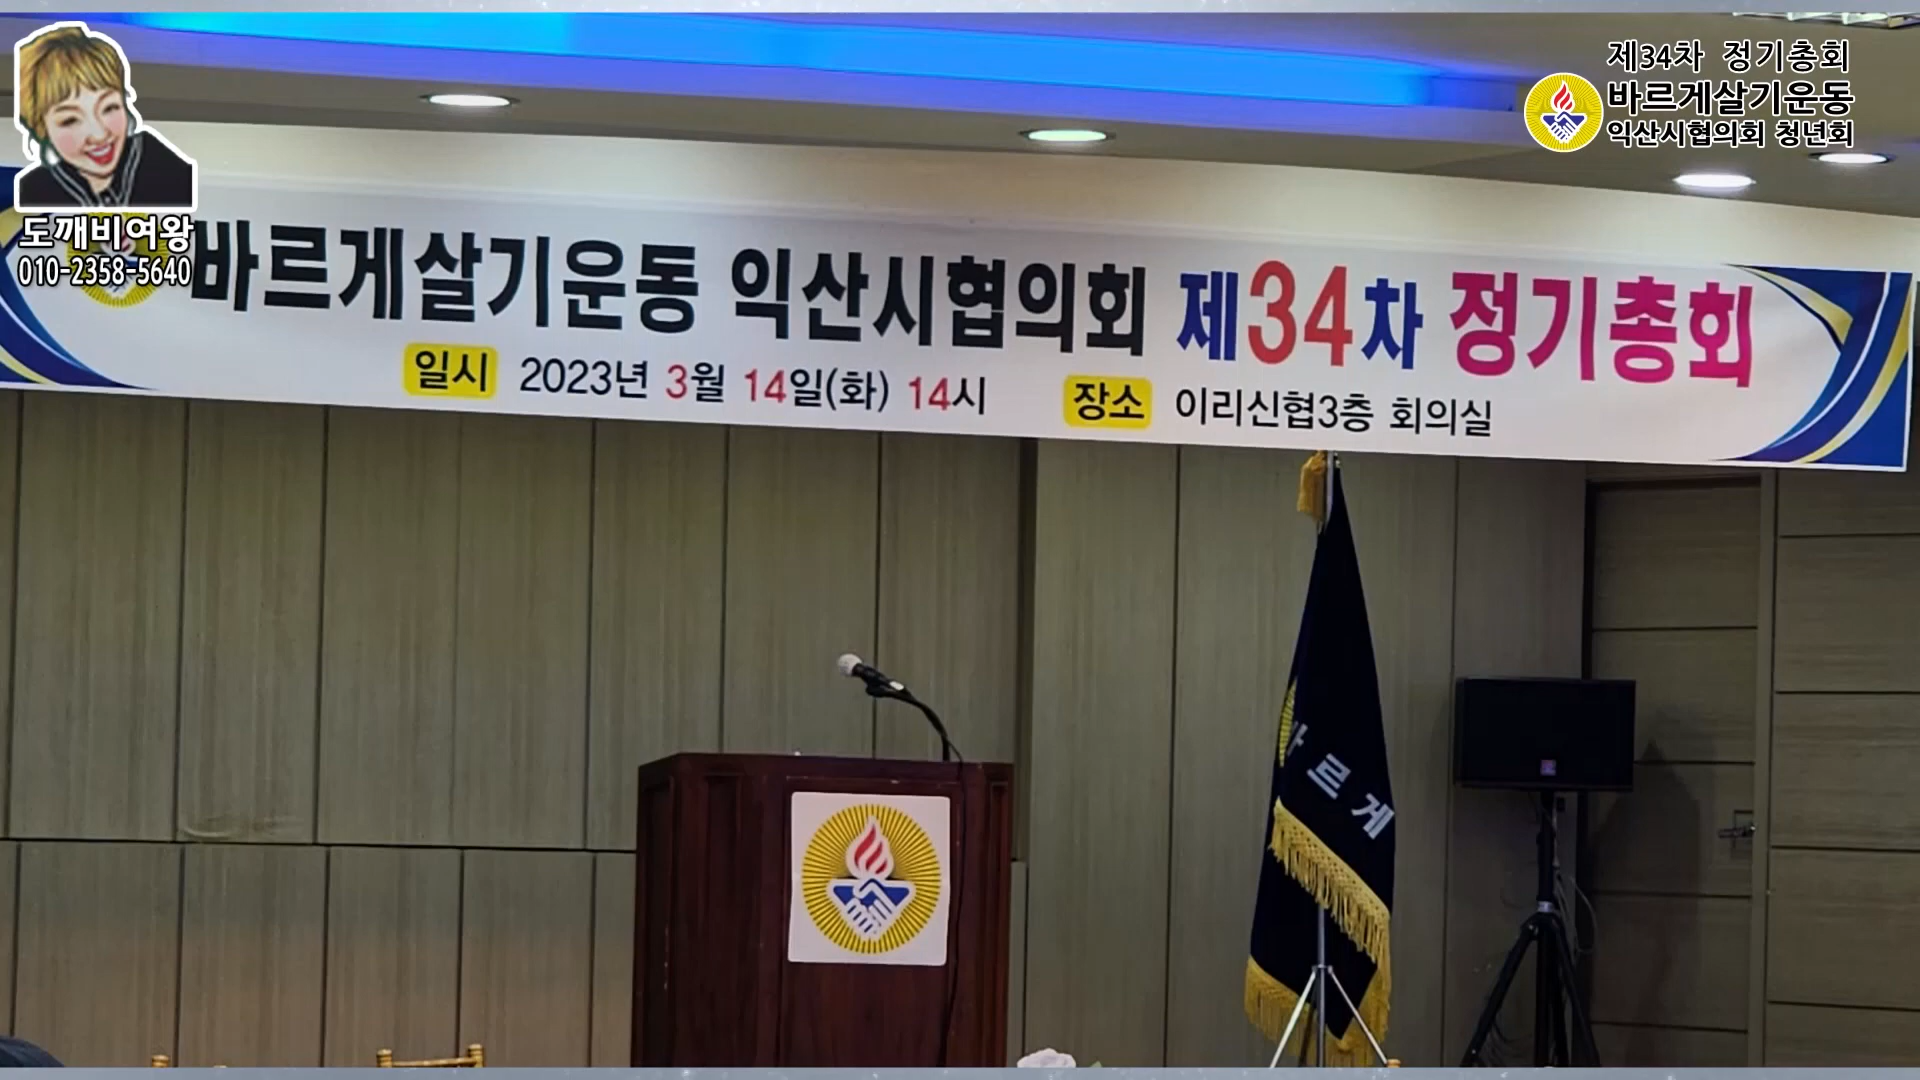 제34차 정기총회
바르게살기운동
익산시협의회 청년회
도깨비여왕
010-2358-5640
바르게살기운동 익산시협의회 제34차 정기총회
일시 2023년 3월 14일(화) 14시 장소 이리신협3층 회의실
바르게